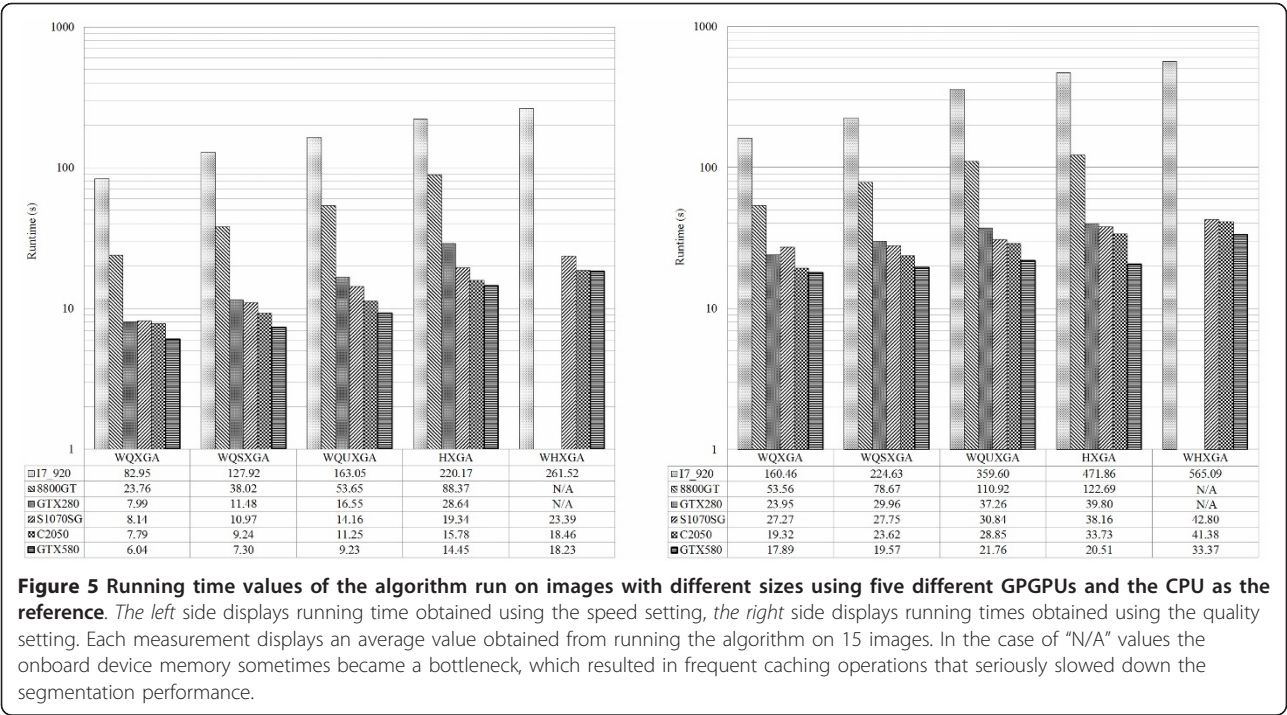 1000
100
10
1
Runtime (s)
WQXGA WQSXGA WQUXGA HXGA WHXGA
I7_920 82.95 127.92 163.05 220.17 261.52
8800GT 23.76 38.02 53.65 88.37 N/A
GTX280 7.99 11.48 16.55 28.64 N/A
S1070SG 8.14 10.97 14.16 19.34 23.39
C2050 7.79 9.24 11.25 15.78 18.46
GTX580 6.04 7.30 9.23 14.45 18.23
1000
100
10
1
Runtime (s)
WQXGA WQSXGA WQUXGA HXGA WHXGA
I7_920 160.46 224.63 359.60 471.86 565.09
8800GT 53.56 78.67 110.92 122.69 N/A
GTX280 23.95 29.96 37.26 39.80 N/A
S1070SG 27.27 27.75 30.84 38.16 42.80
C2050 19.32 23.62 28.85 33.73 41.38
GTX580 17.89 19.57 21.76 20.51 33.37
Figure 5 Running time values of the algorithm run on images with different sizes using five different GPGPUs and the CPU as the
reference. The left side displays running time obtained using the speed setting, the right side displays running times obtained using the quality
setting. Each measurement displays an average value obtained from running the algorithm on 15 images. In the case of “N/A” values the
onboard device memory sometimes became a bottleneck, which resulted in frequent caching operations that seriously slowed down the
segmentation performance.